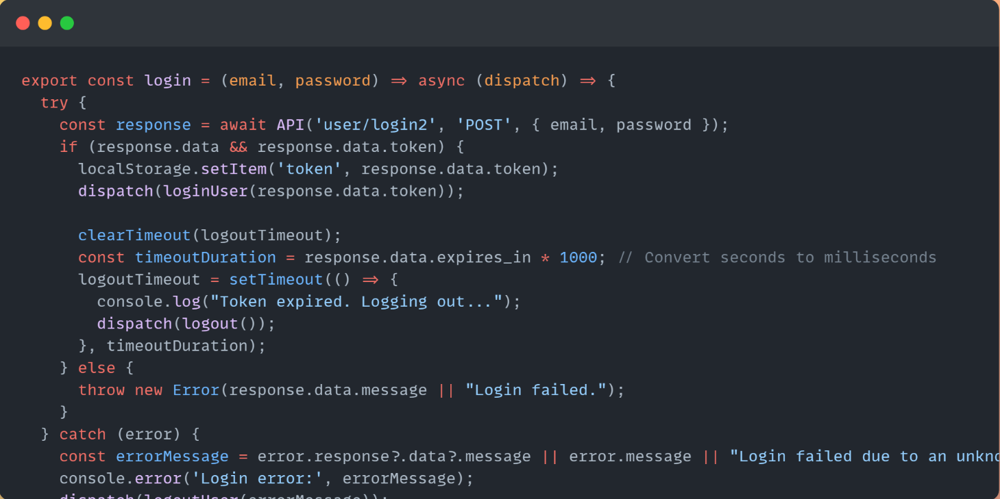 export const login = (email, password) => async (dispatch) => {
  try {
    const response = await API('user/login2', 'POST', { email, password });
    if (response.data && response.data.token) {
      localStorage.setItem('token', response.data.token);
      dispatch(loginUser(response.data.token));

      clearTimeout(logoutTimeout);
      const timeoutDuration = response.data.expires_in * 1000; // Convert seconds to milliseconds
      logoutTimeout = setTimeout(() => {
        console.log("Token expired. Logging out...");
        dispatch(logout());
      }, timeoutDuration);
    } else {
      throw new Error(response.data.message || "Login failed.");
    }
  } catch (error) {
    const errorMessage = error.response?.data?.message || error.message || "Login failed due to an
    console.error('Login error:', errorMessage);
    dispatch(logoutUser(errorMessage));